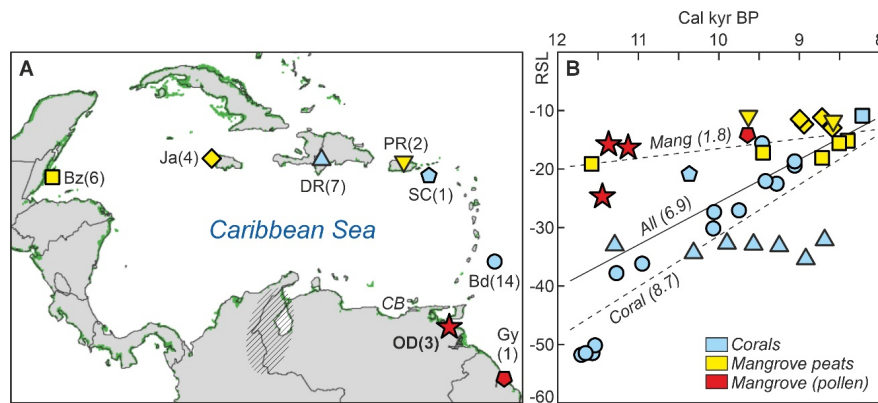 A
Bz(6)
Ja(4)
DR(7)
PR(2)
SC(1)
Caribbean Sea
Bd(14)
CB
OD(3)
Gy
(1)
Cal kyr BP
12 11 10 9 8
RSL
B
-10
-20
-30
-40
-50
-60
Mang (1.8)
All (6.9)
Coral (8.7)
Corals
Mangrove peats
Mangrove (pollen)